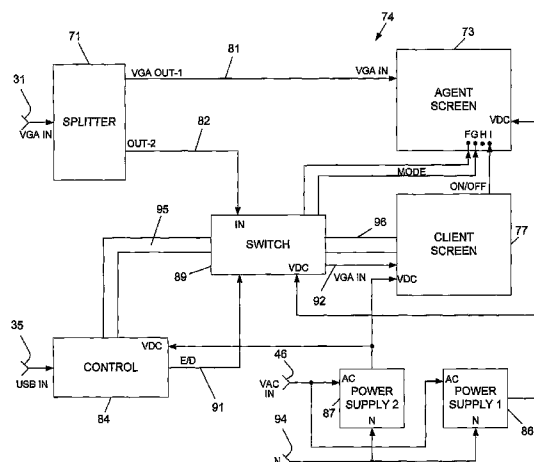 74
71
73
31
81
VGA OUT-1
VGA IN
AGENT
SCREEN
VGA IN
SPLITTER
82
VDC
OUT-2
F G H I
MODE
ON/OFF
95
IN
96
SWITCH
CLIENT
SCREEN
77
89
VDC
92
VGA IN
VDC
35
VDC
CONTROL
E/D
46
USB IN
91
VAC
IN
AC
AC
84
87
POWER
SUPPLY 2
POWER
SUPPLY 1
94
N
N
86
N